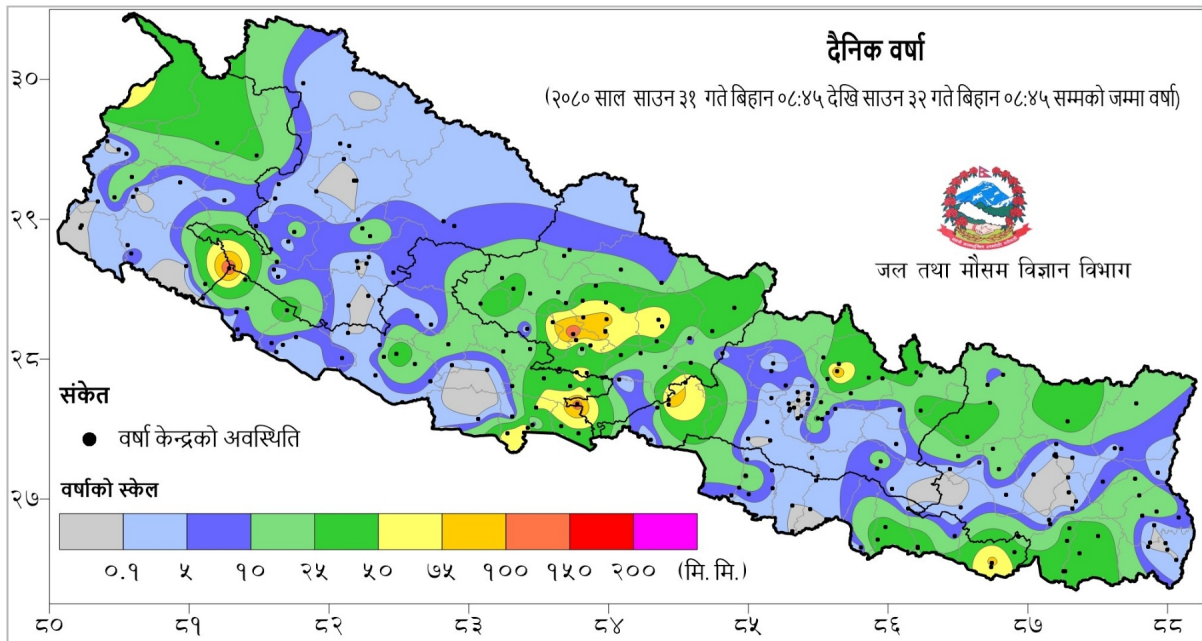 दैनिक वर्षा
(२०८० साल साउन ३१ गते बिहान ०८:४५ देखि साउन ३२ गते बिहान ०८:४५ सम्मको जम्मा वर्षा)
जल तथा मौसम विज्ञान विभाग
३०
२९
२८
२७
संकेत
वर्षा केन्द्रको अवस्थिति
वर्षाको स्केल
०.१ ५ १० २५ ५० ७५ १०० १५० २०० (मि. मि.)
८० ८१ ८२ ८३ ८४ ८५ ८६ ८७ ८८